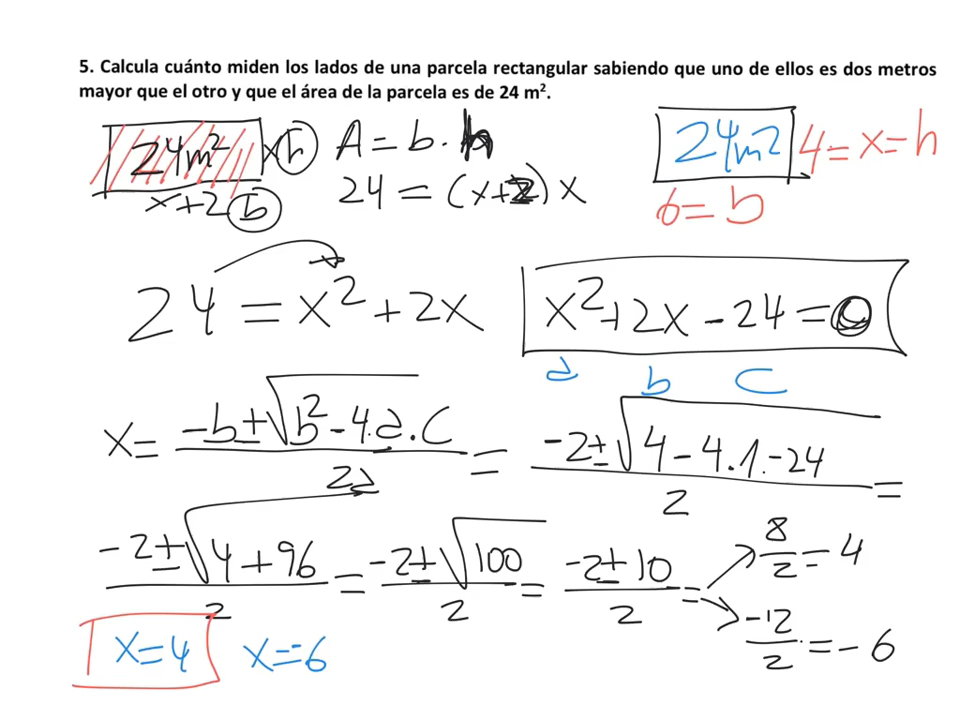 5. Calcula cuánto miden los lados de una parcela rectangular sabiendo que uno de ellos es dos metros
mayor que el otro y que el área de la parcela es de 24 m².
24m² x h A = b · h
x+2 b 24 = (x+2) x
24m² 4 = x = h
6 = b
24 = x² + 2x
x² + 2x - 24 = 0
a b c
x = (-b ± √(b² - 4·a·c)) / 2a = (-2 ± √(4 - 4·1·-24)) / 2 =
(-2 ± √(4 + 96)) / 2 = (-2 ± √100) / 2 = (-2 ± 10) / 2 =
8/2 = 4
-12/2 = -6
x=4 x=-6